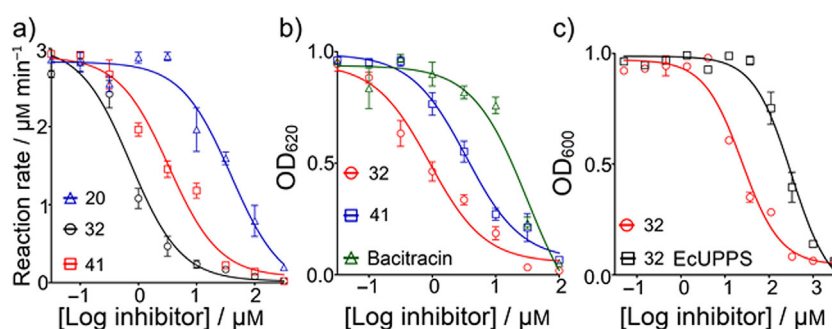 a)
Reaction rate / µM min⁻¹
3
2
1
0
20
32
41
−1 0 1 2
[Log inhibitor] / µM
b)
OD₆₂₀
1.0
0.5
0.0
32
41
Bacitracin
−1 0 1 2
[Log inhibitor] / µM
c)
OD₆₀₀
1.0
0.5
0.0
32
32 EcUPPS
−1 0 1 2 3
[Log inhibitor] / µM